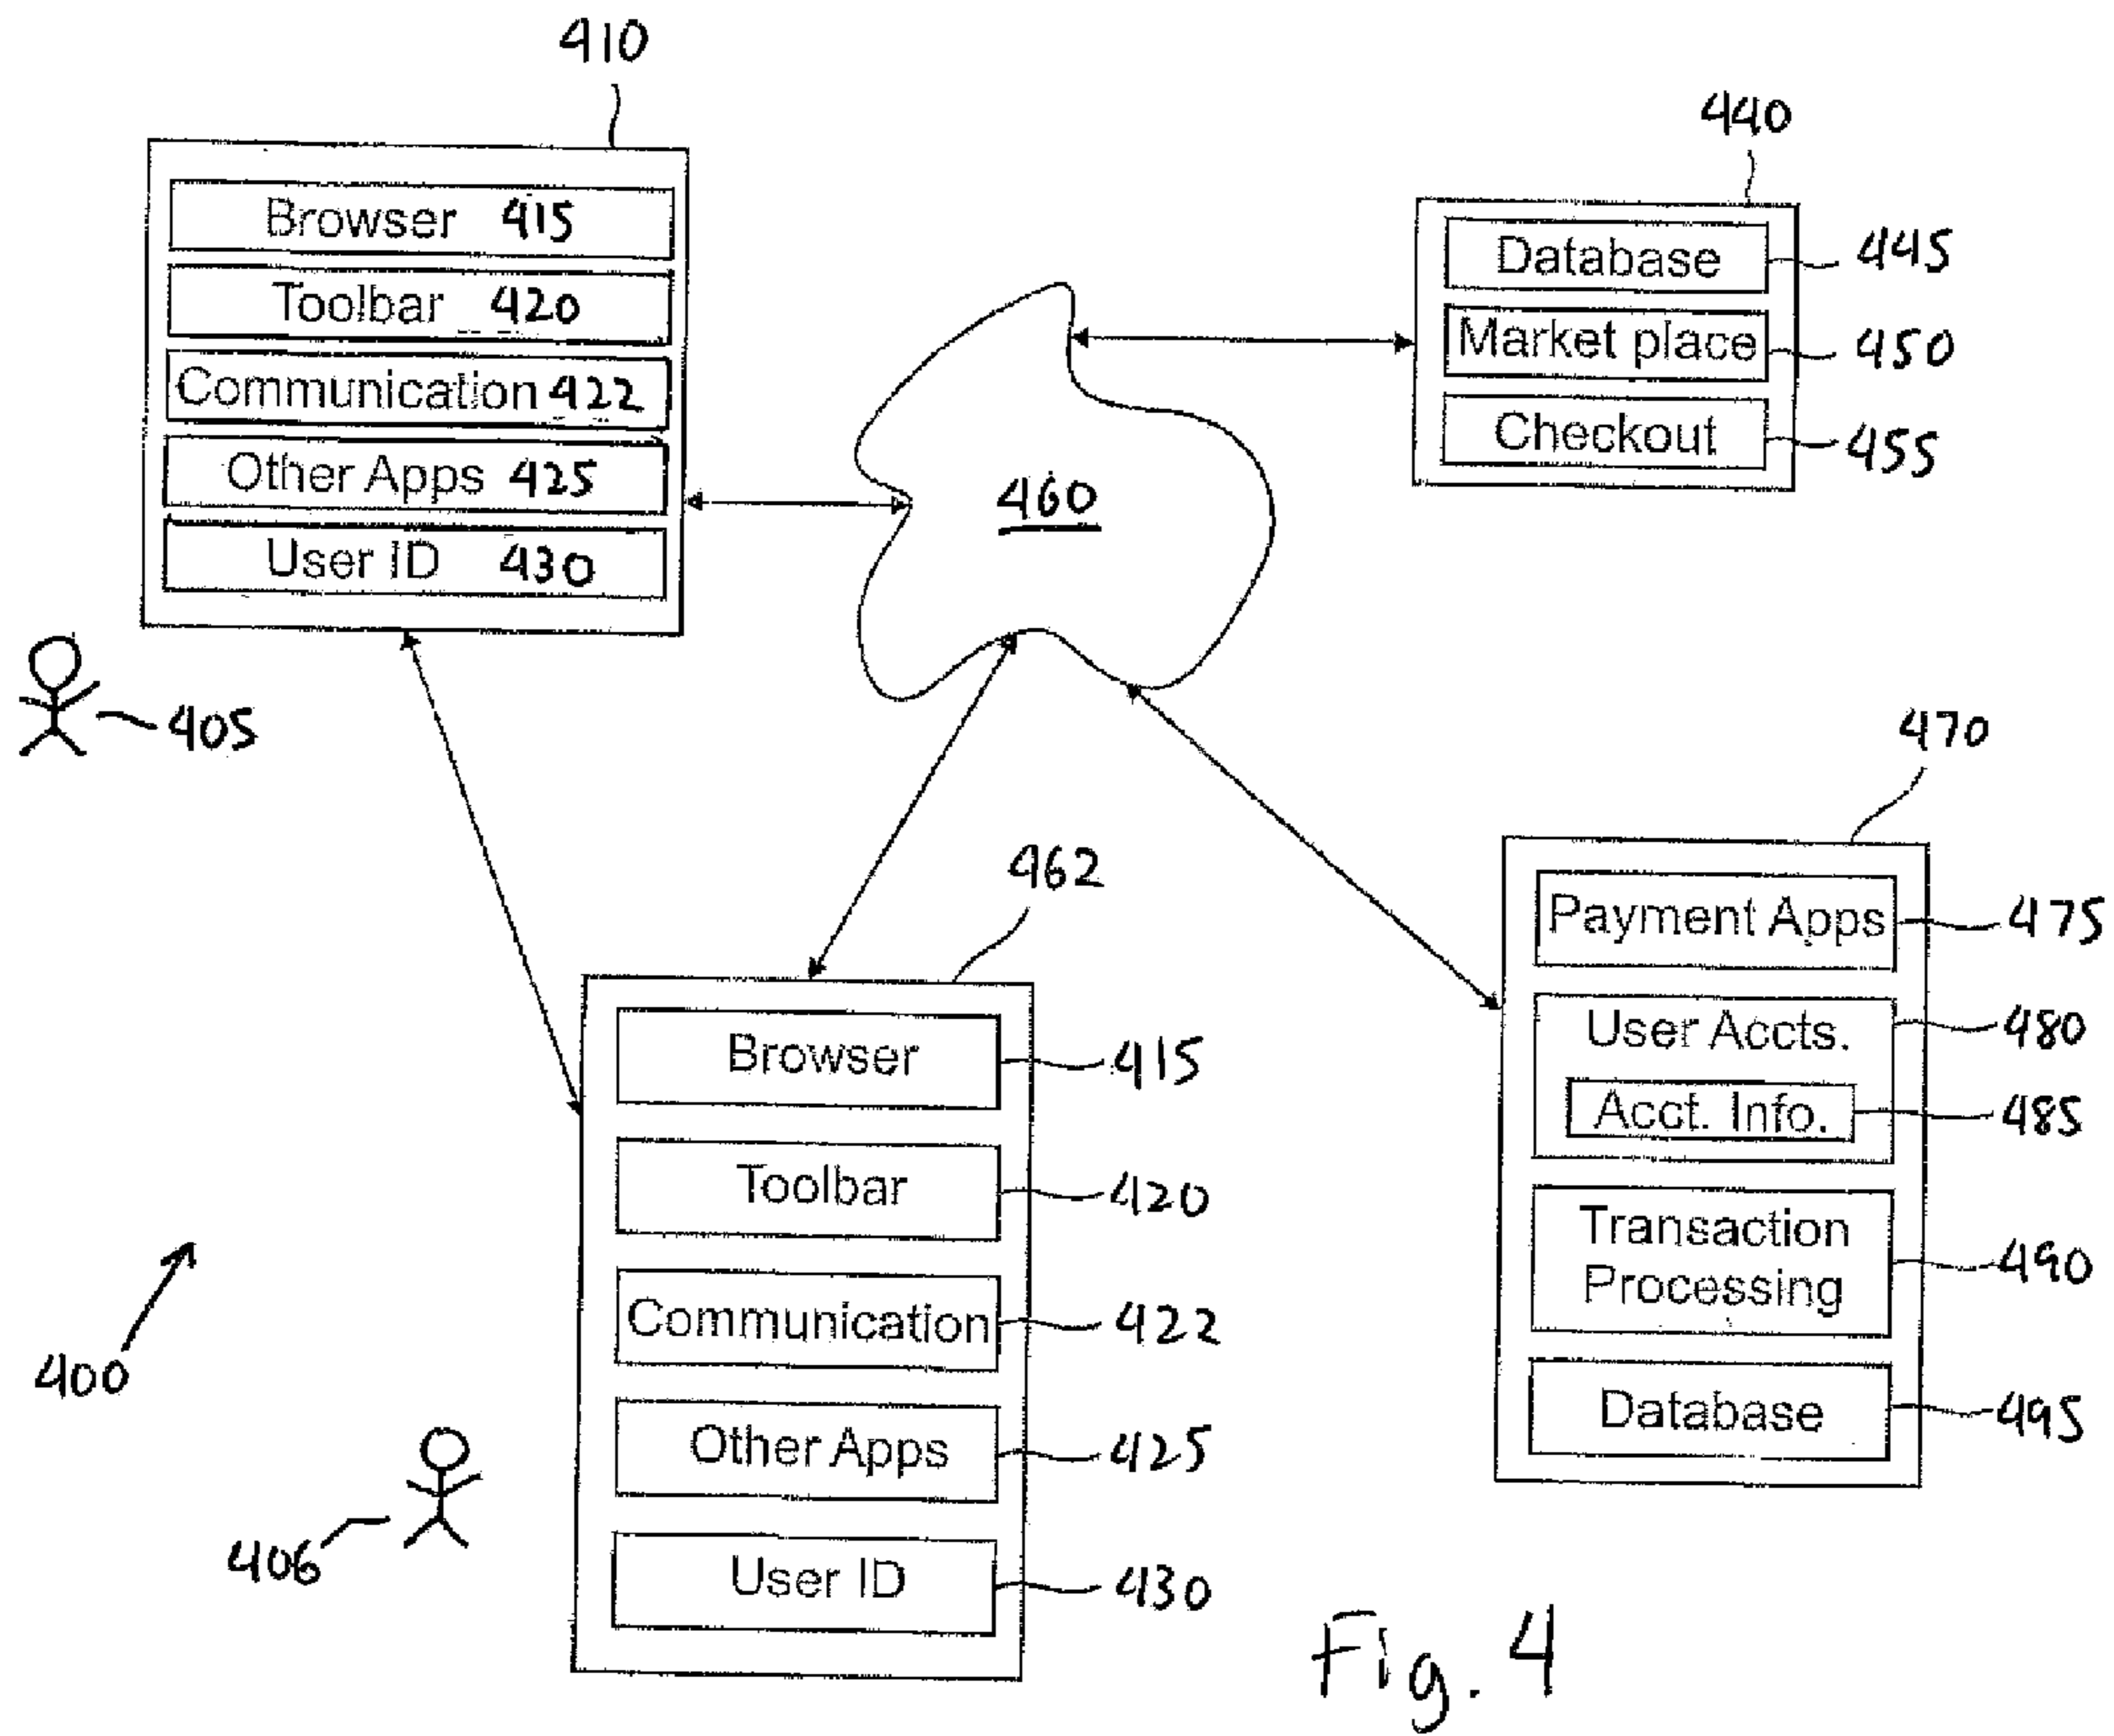 410
Browser 415
Toolbar 420
Communication 422
Other Apps 425
User ID 430
405
440
Database 445
Market place 450
Checkout 455
460
462
Browser 415
Toolbar 420
Communication 422
Other Apps 425
User ID 430
470
Payment Apps 475
User Accts. 480
Acct. Info. 485
Transaction
Processing 490
Database 495
400
406
Fig. 4